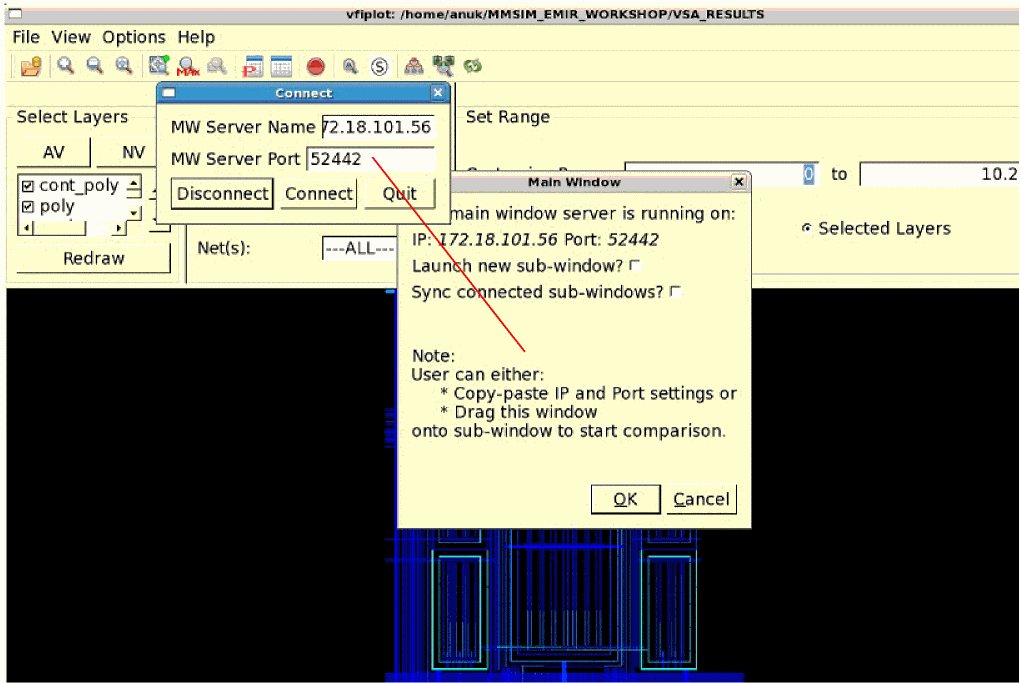 vfiplot: /home/anuk/MMSIM_EMIR_WORKSHOP/VSA_RESULTS
File View Options Help
MAX
P
S
Connect
Select Layers
MW Server Name 72.18.101.56
Set Range
AV NV
MW Server Port 52442
0 to 10.2
cont_poly
Disconnect Connect Quit
Main Window
poly
main window server is running on:
Selected Layers
Net(s): ---ALL---
IP: 172.18.101.56 Port: 52442
Redraw
Launch new sub-window?
Sync connected sub-windows?
Note:
User can either:
* Copy-paste IP and Port settings or
* Drag this window
onto sub-window to start comparison.
OK Cancel